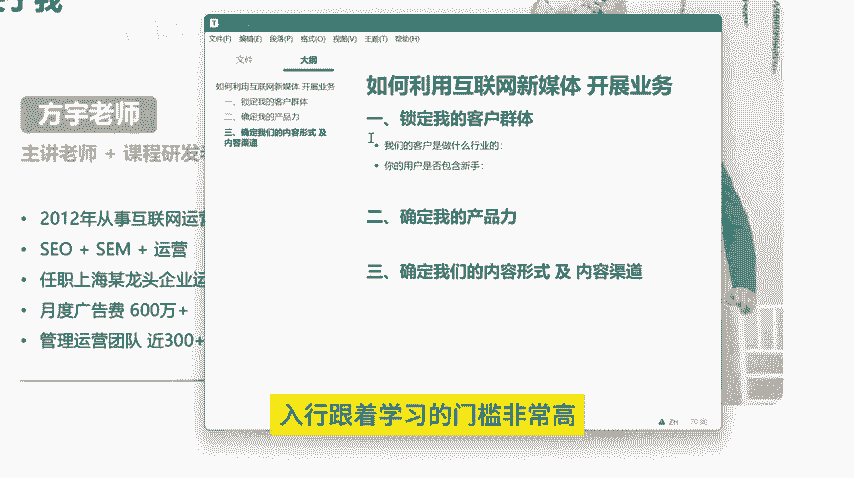 T
文件(F) 编辑(E) 段落(P) 格式(O) 视图(V) 主题(T) 帮助(H)
文件 大纲
如何利用互联网新媒体 开展业务
一、锁定我的客户群体
二、确定我的产品力
三、确定我们的内容形式 及
内容渠道
如何利用互联网新媒体 开展业务
一、锁定我的客户群体
• 我们的客户是做什么行业的:
• 你的用户是否包含新手:
二、确定我的产品力
三、确定我们的内容形式 及 内容渠道
方宇老师
主讲老师 + 课程研发
• 2012年从事互联网运营
• SEO + SEM + 运营
• 任职上海某龙头企业运
• 月度广告费 600万+
• 管理运营团队 近300+
入行跟着学习的门槛非常高